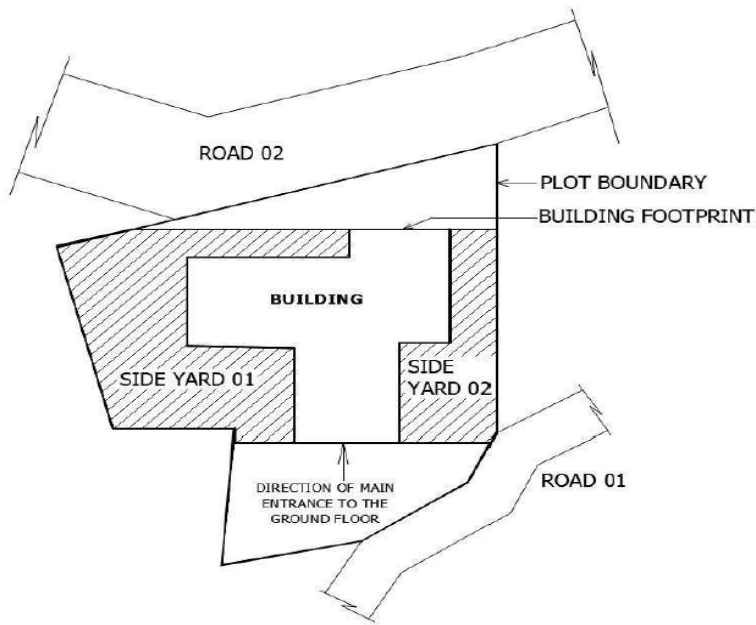 ROAD 02
PLOT BOUNDARY
BUILDING FOOTPRINT
BUILDING
SIDE YARD 01
SIDE
YARD 02
ROAD 01
DIRECTION OF MAIN
ENTRANCE TO THE
GROUND FLOOR